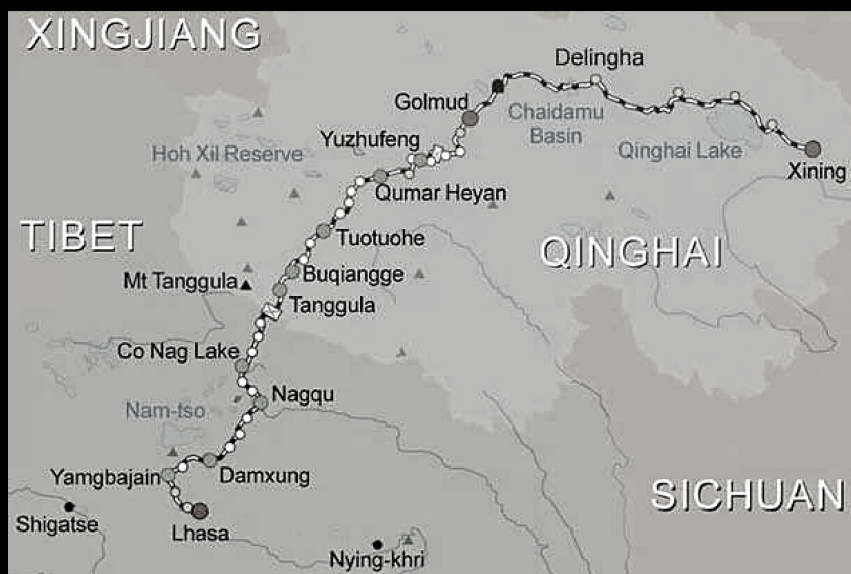 XINGJIANG
Delingha
Golmud
Chaidamu
Basin
Yuzhufeng
Hoh Xil Reserve
Qinghai Lake
Xining
Qumar Heyan
TIBET
Tuotuohe
QINGHAI
Buqiangge
Mt Tanggula
Tanggula
Co Nag Lake
Nagqu
Nam-tso
Yamgbajain
Damxung
SICHUAN
Shigatse
Lhasa
Nying-khri